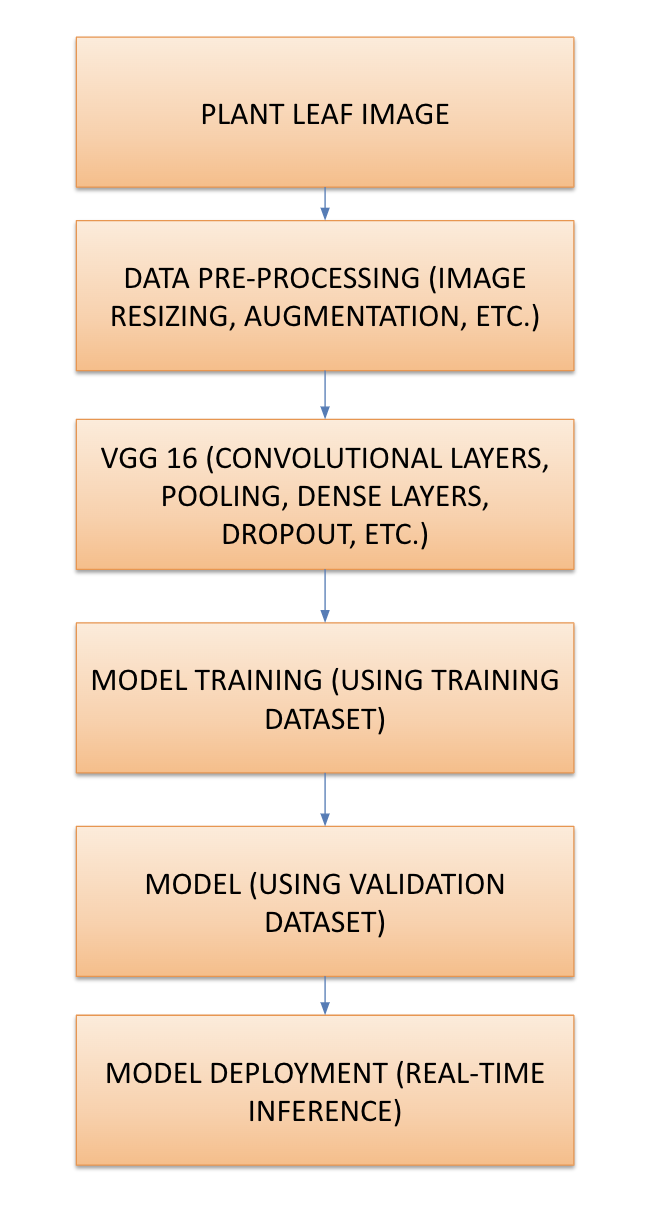 PLANT LEAF IMAGE
DATA PRE-PROCESSING (IMAGE
RESIZING, AUGMENTATION, ETC.)
VGG 16 (CONVOLUTIONAL LAYERS,
POOLING, DENSE LAYERS,
DROPOUT, ETC.)
MODEL TRAINING (USING TRAINING
DATASET)
MODEL (USING VALIDATION
DATASET)
MODEL DEPLOYMENT (REAL-TIME
INFERENCE)